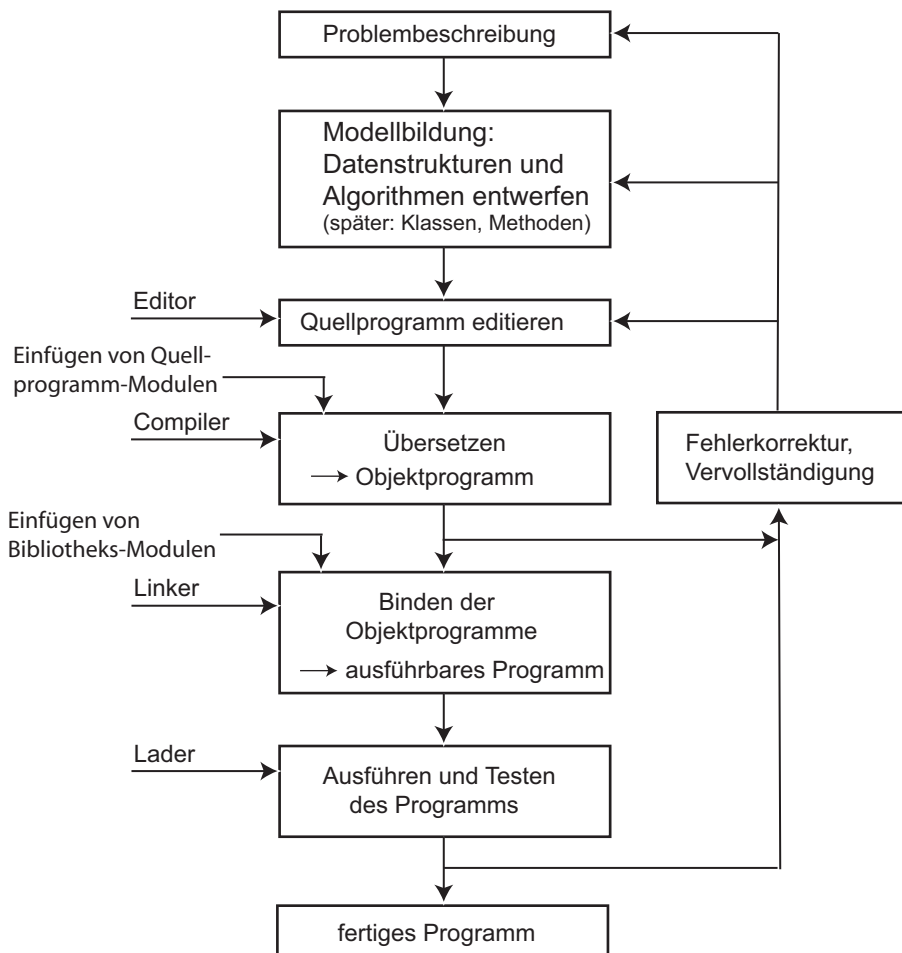 Problembeschreibung
Modellbildung:
Datenstrukturen und
Algorithmen entwerfen
(später: Klassen, Methoden)
Editor
Quellprogramm editieren
Einfügen von Quell-
programm-Modulen
Compiler
Übersetzen
Objektprogramm
Fehlerkorrektur,
Vervollständigung
Einfügen von
Bibliotheks-Modulen
Linker
Binden der
Objektprogramme
ausführbares Programm
Lader
Ausführen und Testen
des Programms
fertiges Programm